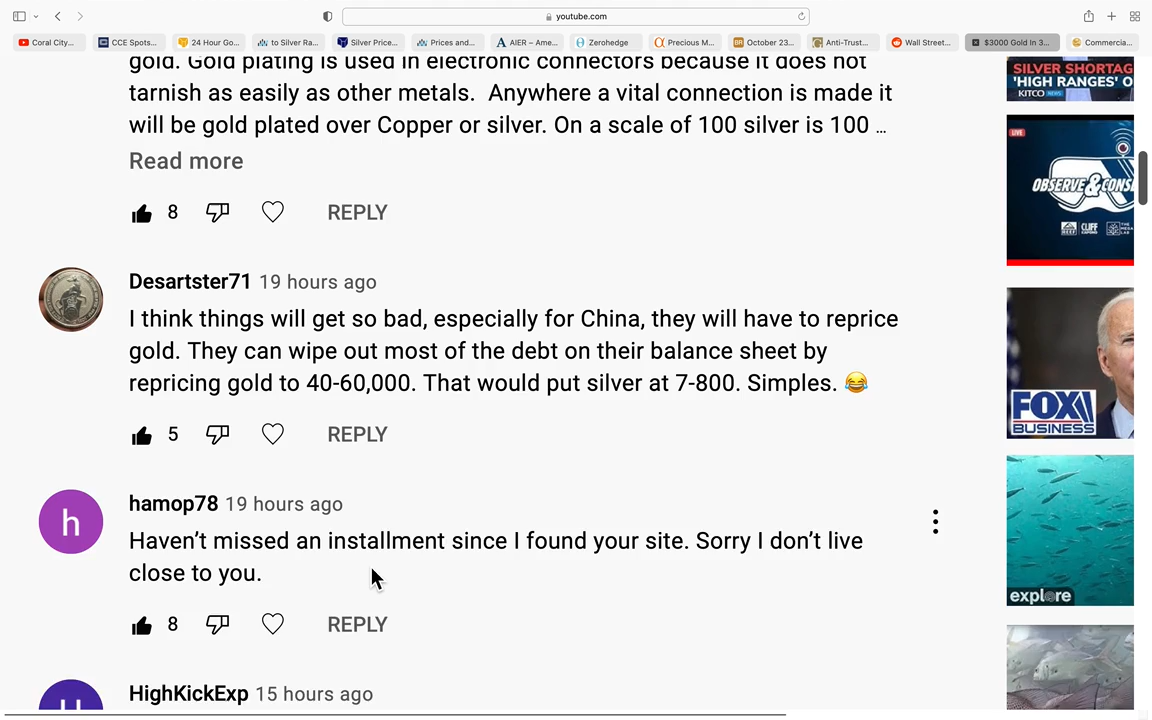 youtube.com
Coral City...
CCE Spots...
24 Hour Go...
to Silver Ra...
Silver Price...
Prices and...
AIER – Ame...
Zerohedge
Precious M...
October 23...
Anti-Trust...
Wall Street...
$3000 Gold In 3...
Commercia...
gold. Gold plating is used in electronic connectors because it does not
tarnish as easily as other metals.  Anywhere a vital connection is made it
will be gold plated over Copper or silver. On a scale of 100 silver is 100 ...
Read more
8
REPLY
Desartster71 19 hours ago
I think things will get so bad, especially for China, they will have to reprice
gold. They can wipe out most of the debt on their balance sheet by
repricing gold to 40-60,000. That would put silver at 7-800. Simples. 😂
5
REPLY
h
hamop78 19 hours ago
Haven’t missed an installment since I found your site. Sorry I don’t live
close to you.
8
REPLY
HighKickExp 15 hours ago
SILVER SHORTAG
'HIGH RANGES' O
KITCO NEWS
LIVE
OBSERVE & CONS
FOX
BUSINESS
explore